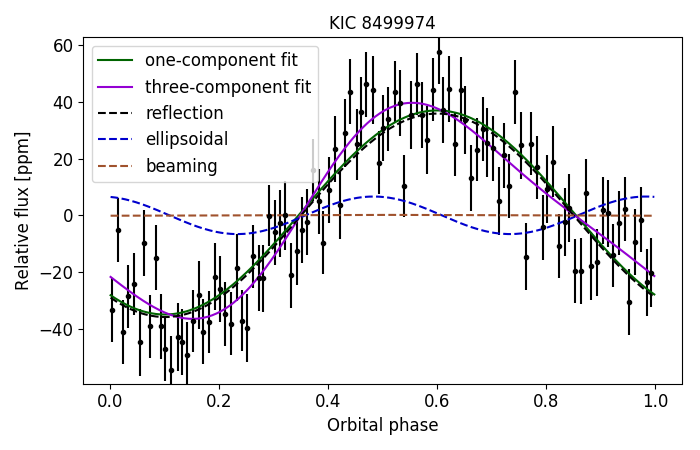 KIC 8499974
one-component fit
three-component fit
reflection
ellipsoidal
beaming
Relative flux [ppm]
60
40
20
0
−20
−40
0.0 0.2 0.4 0.6 0.8 1.0
Orbital phase